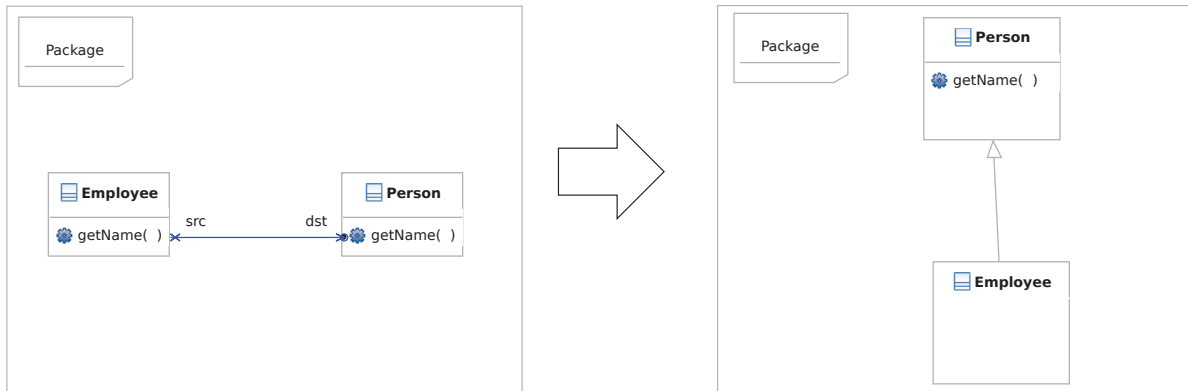 Package
Employee
getName( )
src
dst
Person
getName( )
Package
Person
getName( )
Employee